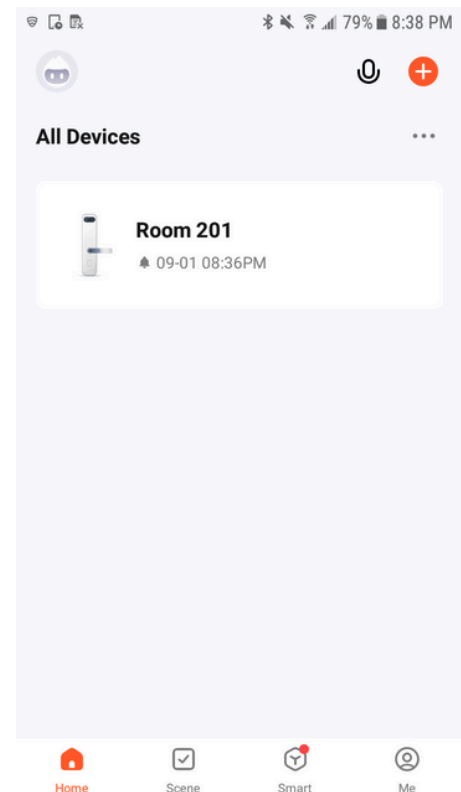 79% 8:38 PM
All Devices
Room 201
09-01 08:36PM
Home Scene Smart Me